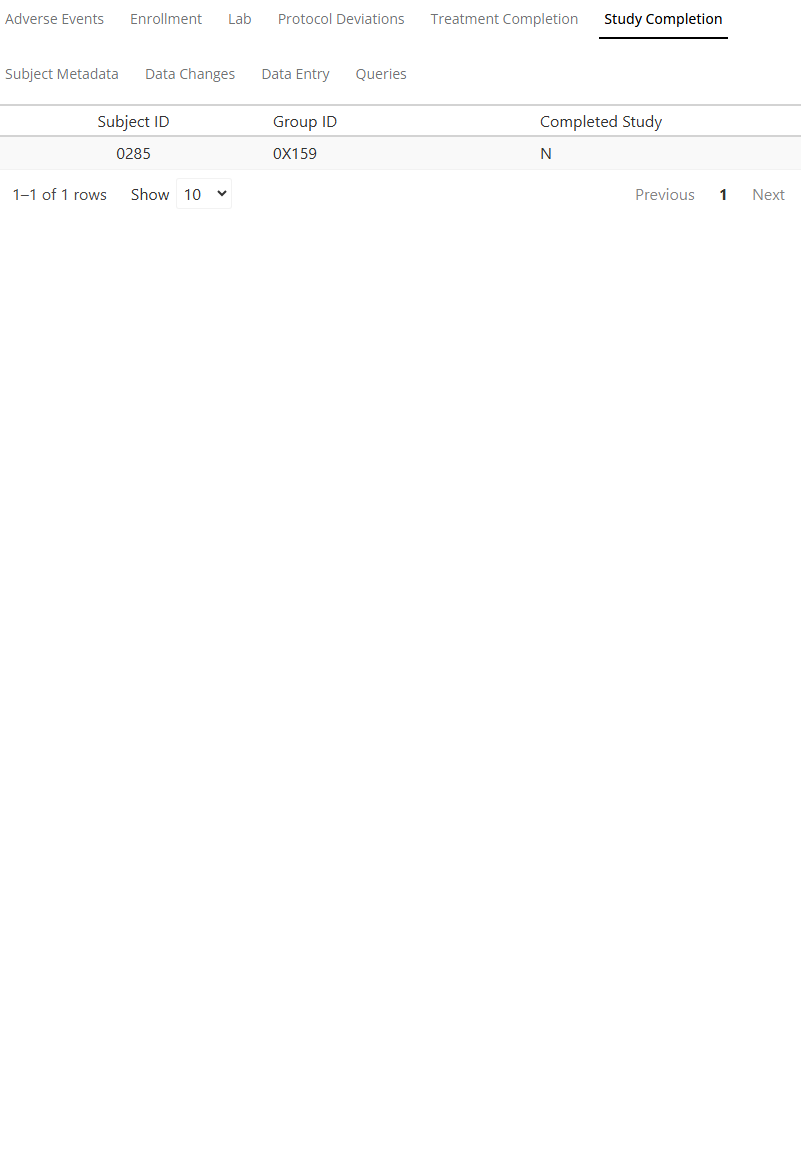 Adverse Events Enrollment Lab Protocol Deviations Treatment Completion Study Completion
Subject Metadata Data Changes Data Entry Queries
Subject ID Group ID Completed Study
0285 0X159 N
1–1 of 1 rows Show 10 Previous 1 Next